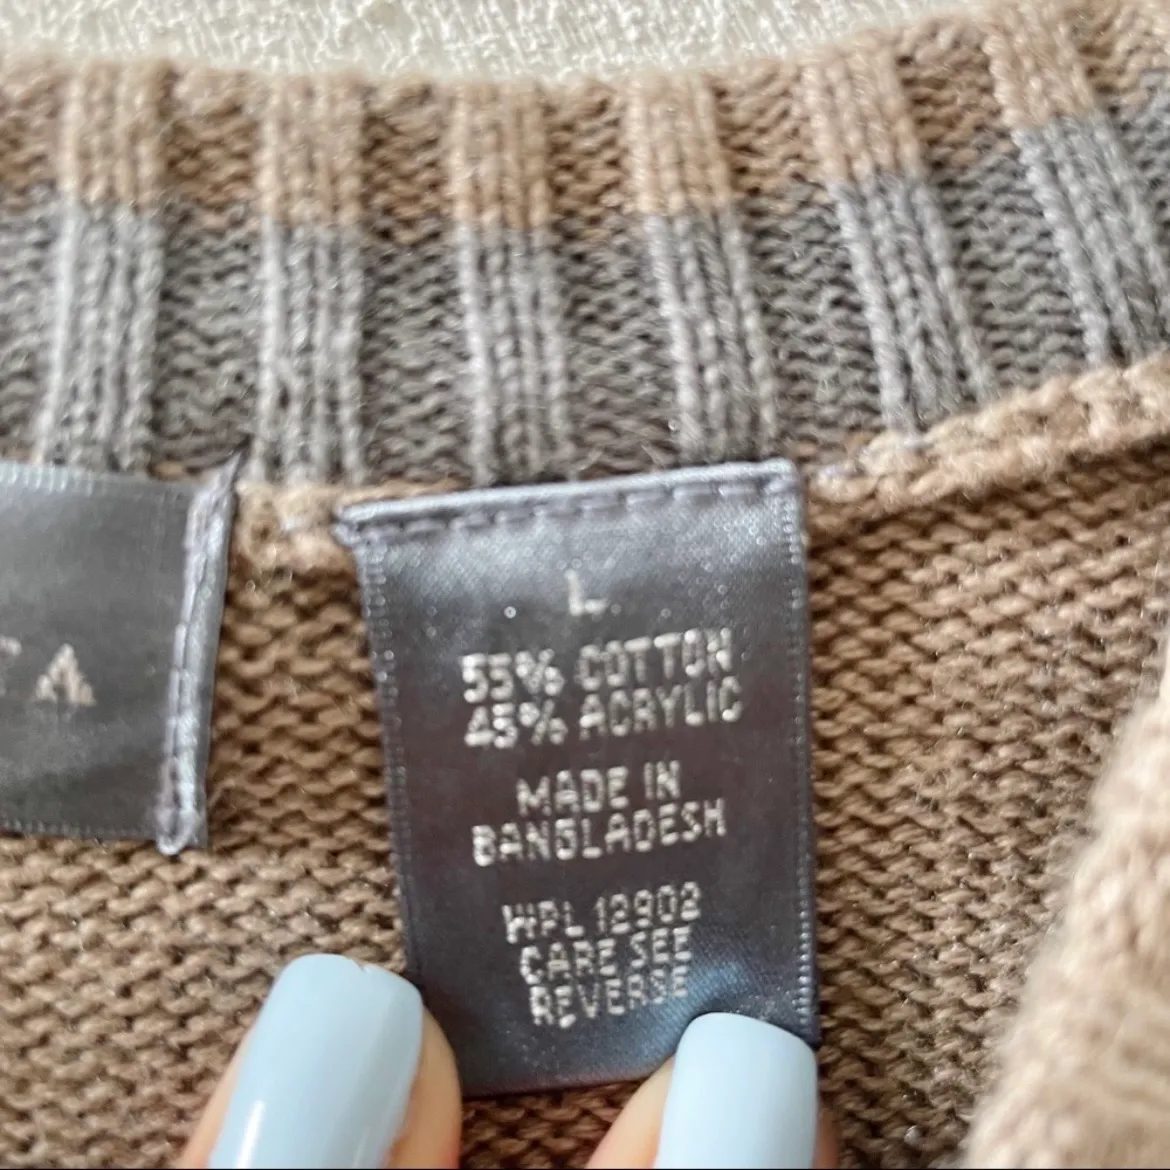 L
55% COTTON
45% ACRYLIC
MADE IN
BANGLADESH
WPL 12902
CARE SEE
REVERSE